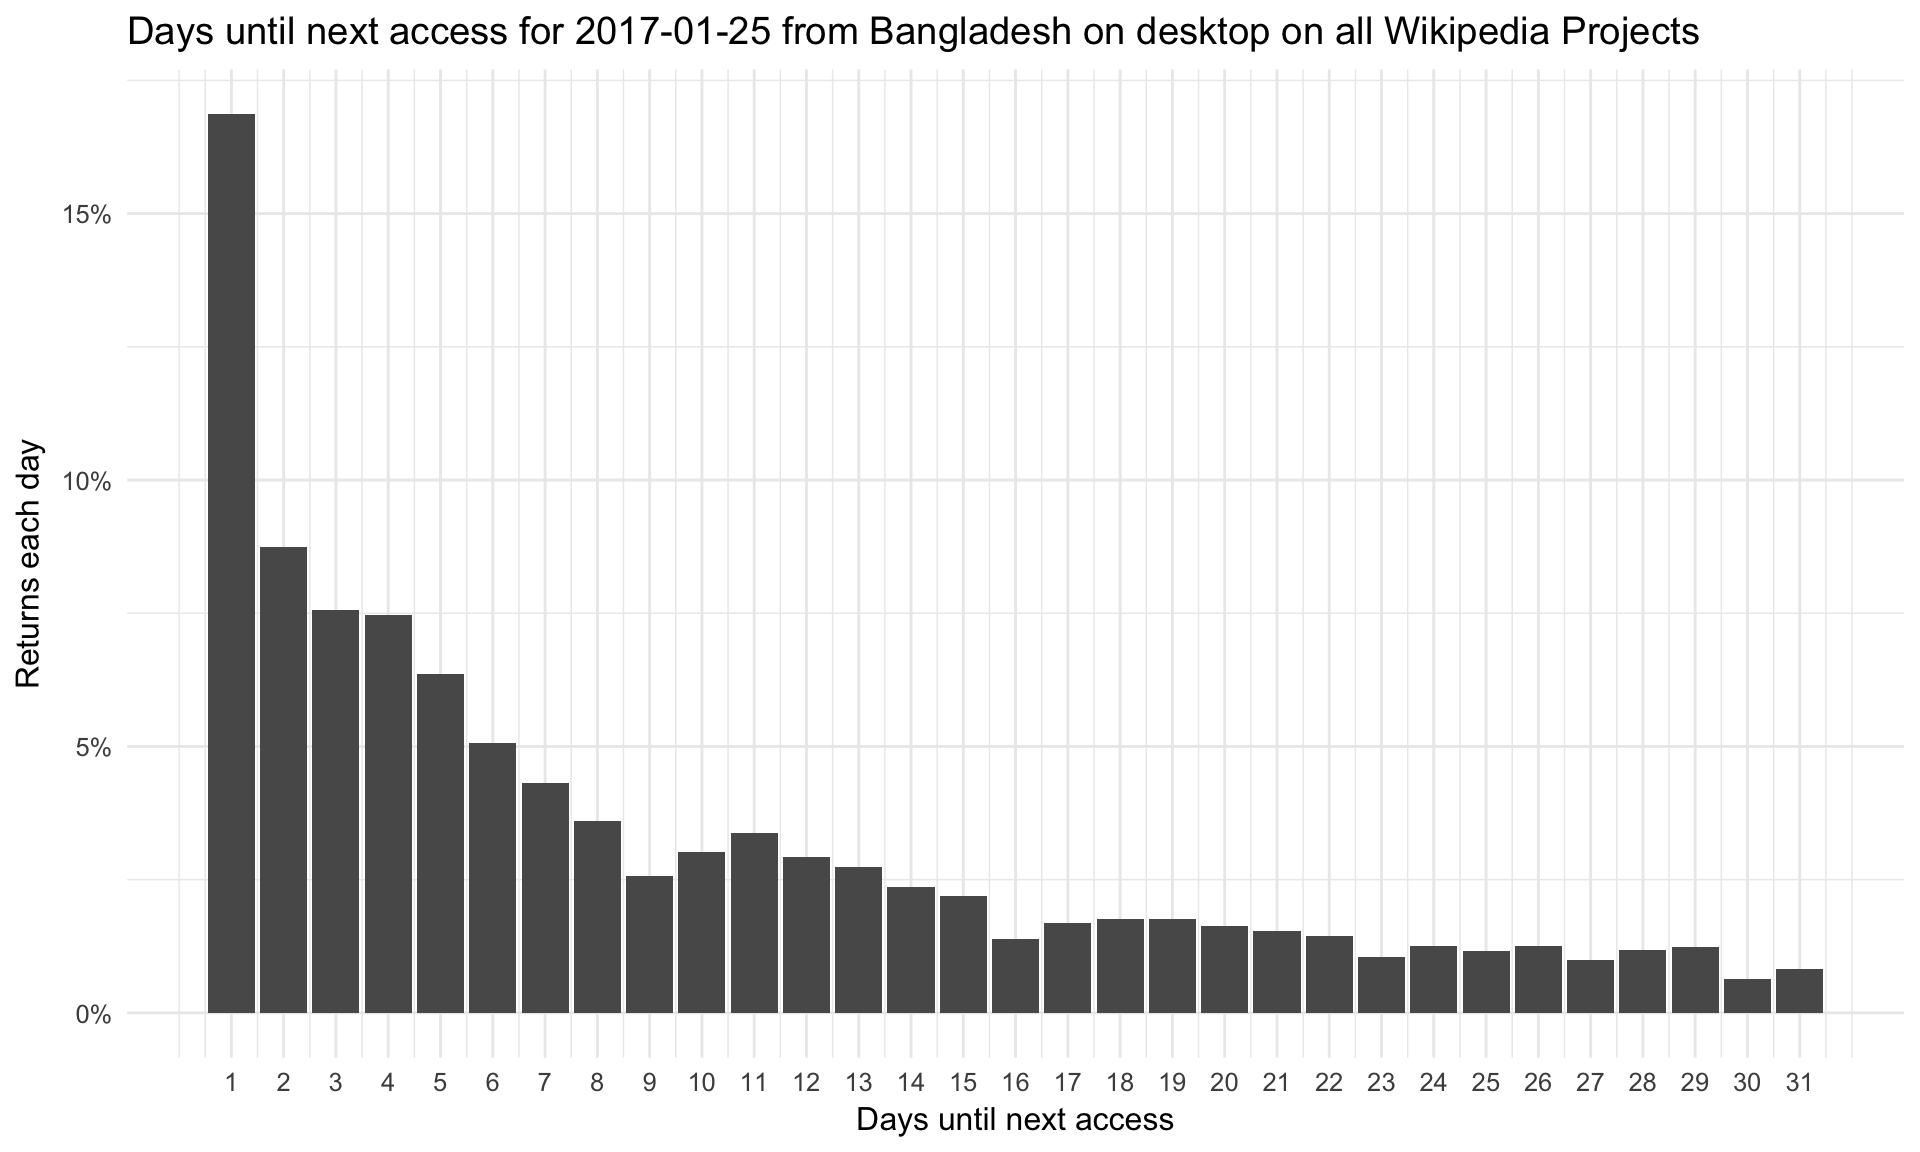 Days until next access for 2017-01-25 from Bangladesh on desktop on all Wikipedia Projects
Returns each day
15%
10%
5%
0%
1 2 3 4 5 6 7 8 9 10 11 12 13 14 15 16 17 18 19 20 21 22 23 24 25 26 27 28 29 30 31
Days until next access